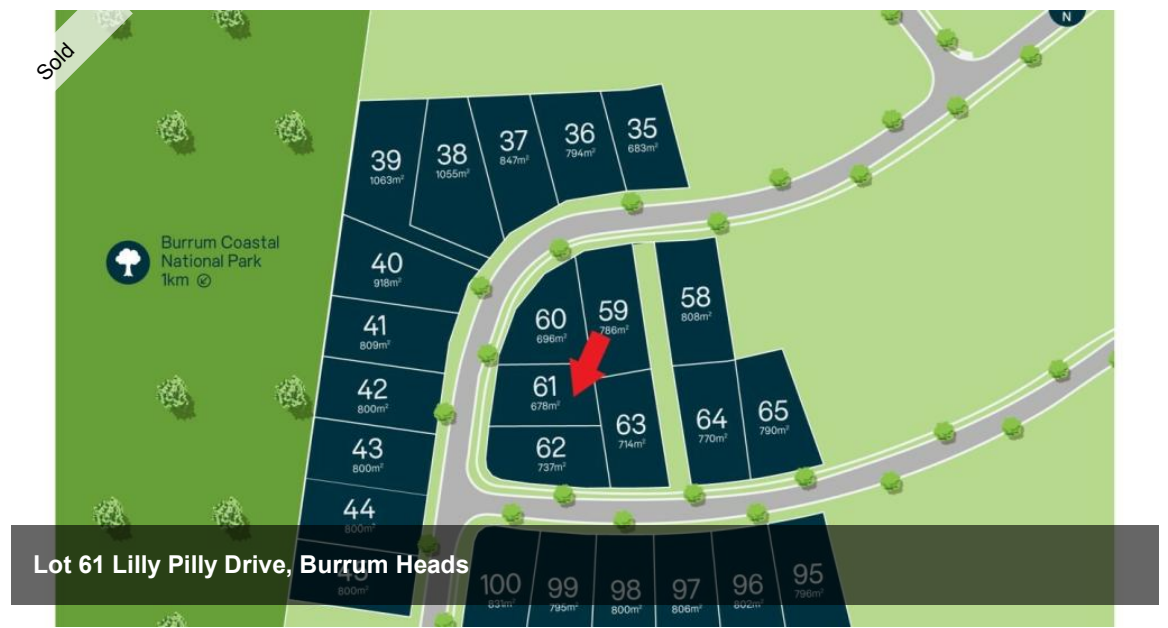 Sold
N
39
1063m²
38
1055m²
37
847m²
36
794m²
35
683m²
Burrum Coastal
National Park
1km
40
918m²
41
809m²
42
800m²
43
800m²
44
800m²
45
800m²
60
696m²
59
786m²
58
808m²
61
678m²
62
737m²
63
714m²
64
770m²
65
790m²
Lot 61 Lilly Pilly Drive, Burrum Heads
100
831m²
99
795m²
98
800m²
97
806m²
96
802m²
95
796m²